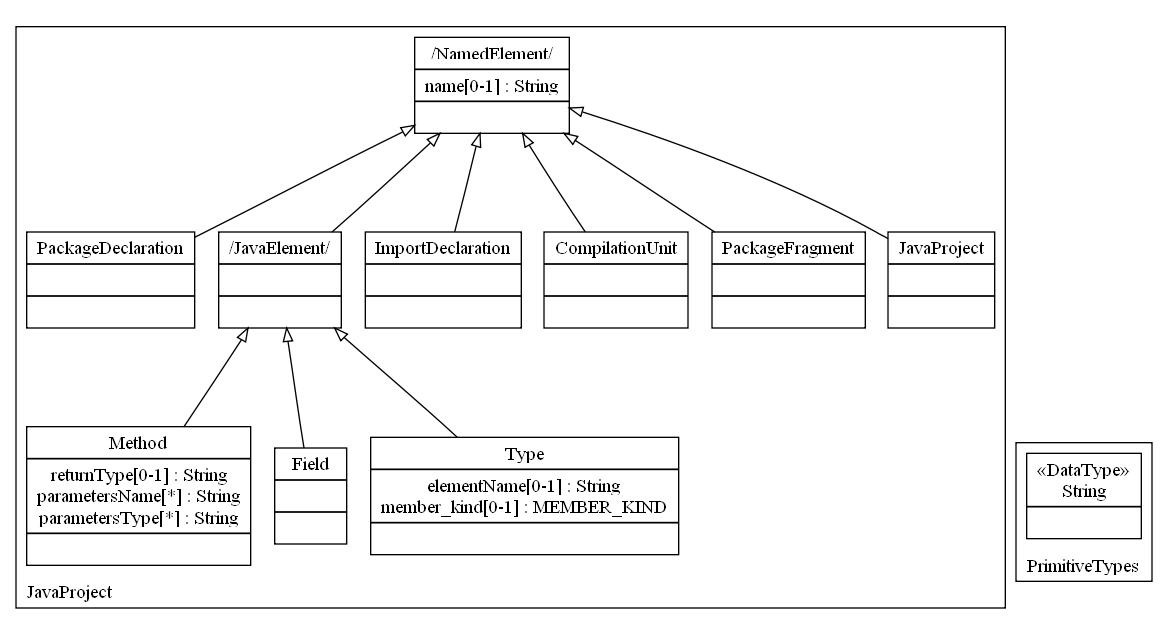 /NamedElement/
name[0-1] : String
PackageDeclaration
/JavaElement/
ImportDeclaration
CompilationUnit
PackageFragment
JavaProject
Method
returnType[0-1] : String
parametersName[*] : String
parametersType[*] : String
Field
Type
elementName[0-1] : String
member_kind[0-1] : MEMBER_KIND
«DataType»
String
PrimitiveTypes
JavaProject